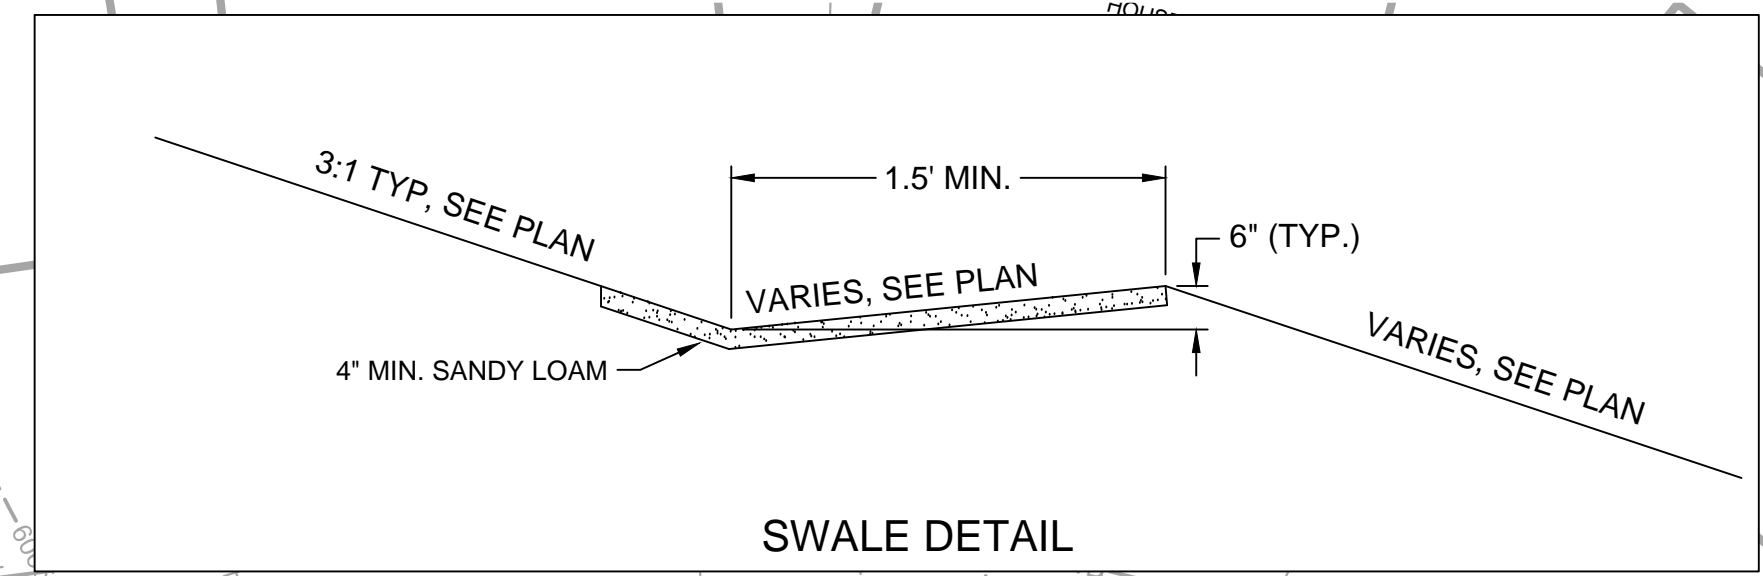 3:1 TYP, SEE PLAN
1.5' MIN.
6" (TYP.)
VARIES, SEE PLAN
VARIES, SEE PLAN
4" MIN. SANDY LOAM
SWALE DETAIL